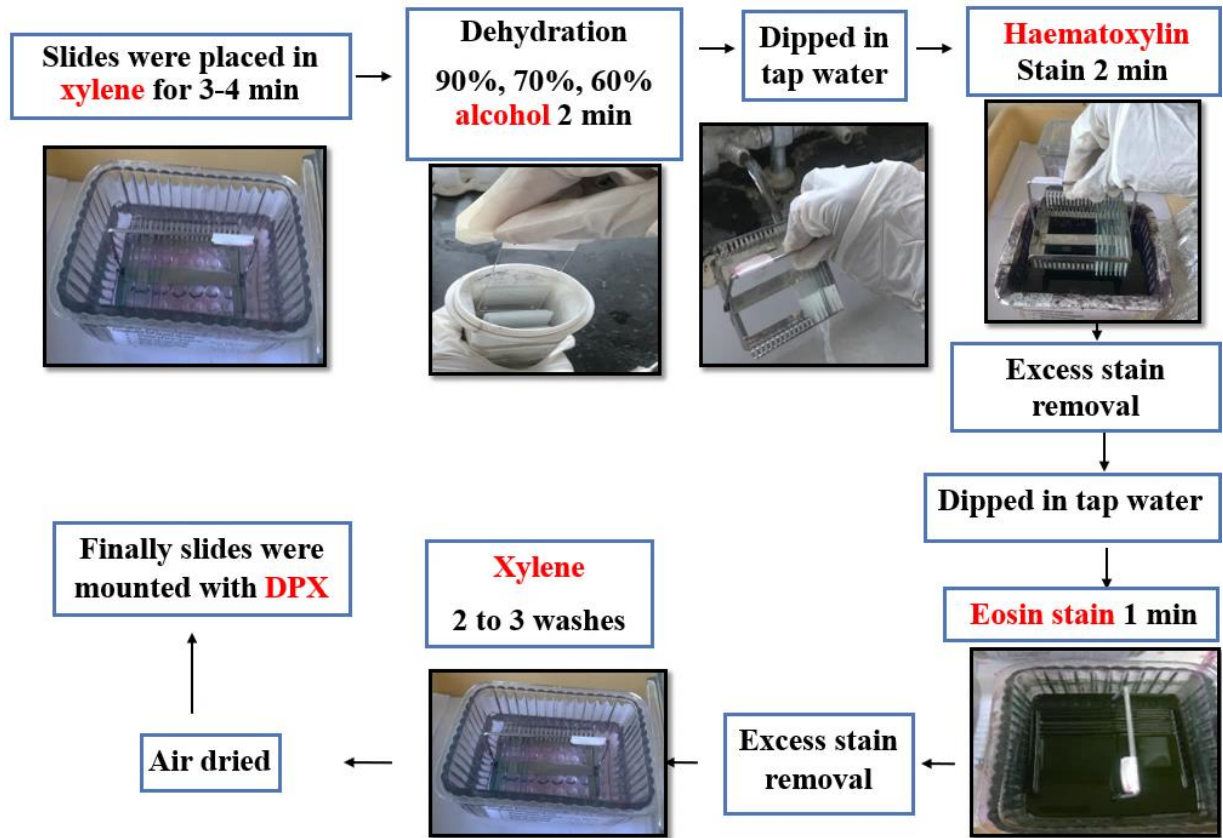 Slides were placed in
xylene for 3-4 min
Dehydration
90%, 70%, 60%
alcohol 2 min
Dipped in
tap water
Haematoxylin
Stain 2 min
Excess stain
removal
Dipped in tap water
Eosin stain 1 min
Excess stain
removal
Xylene
2 to 3 washes
Air dried
Finally slides were
mounted with DPX